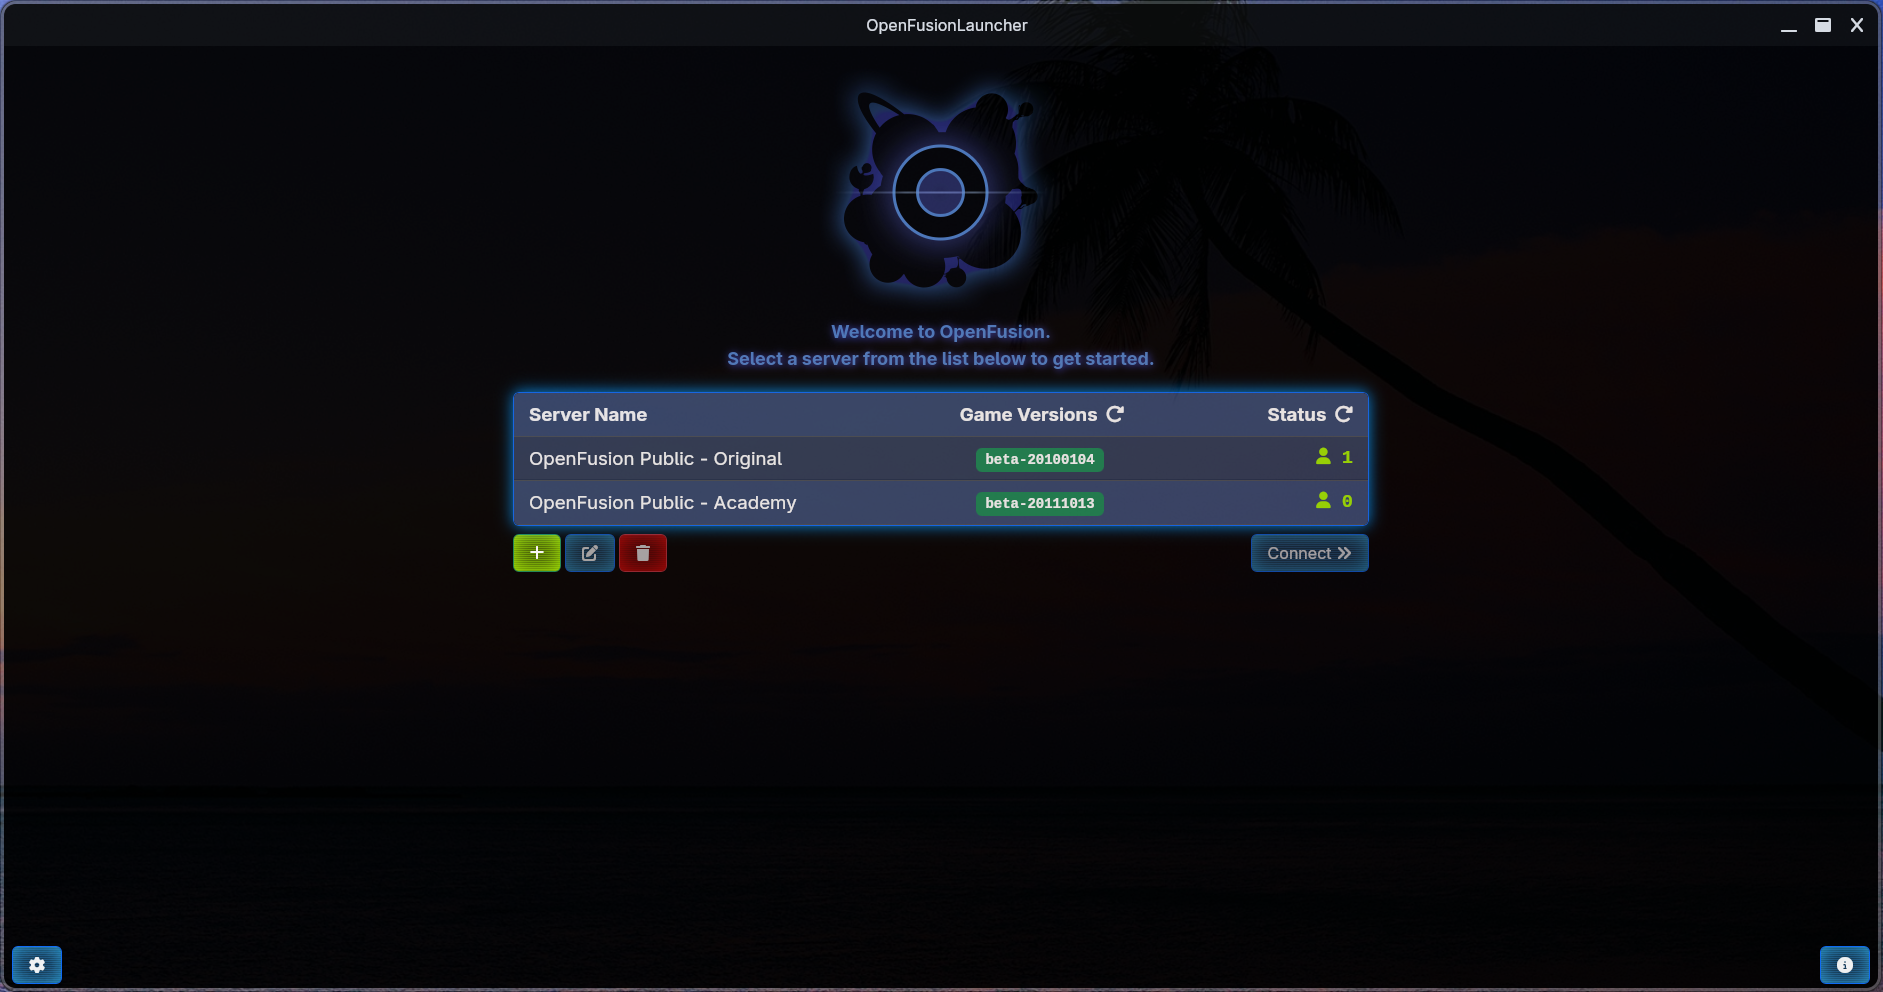 OpenFusionLauncher
Welcome to OpenFusion.
Select a server from the list below to get started.
Server Name Game Versions Status
OpenFusion Public - Original beta-20100104 1
OpenFusion Public - Academy beta-20111013 0
Connect